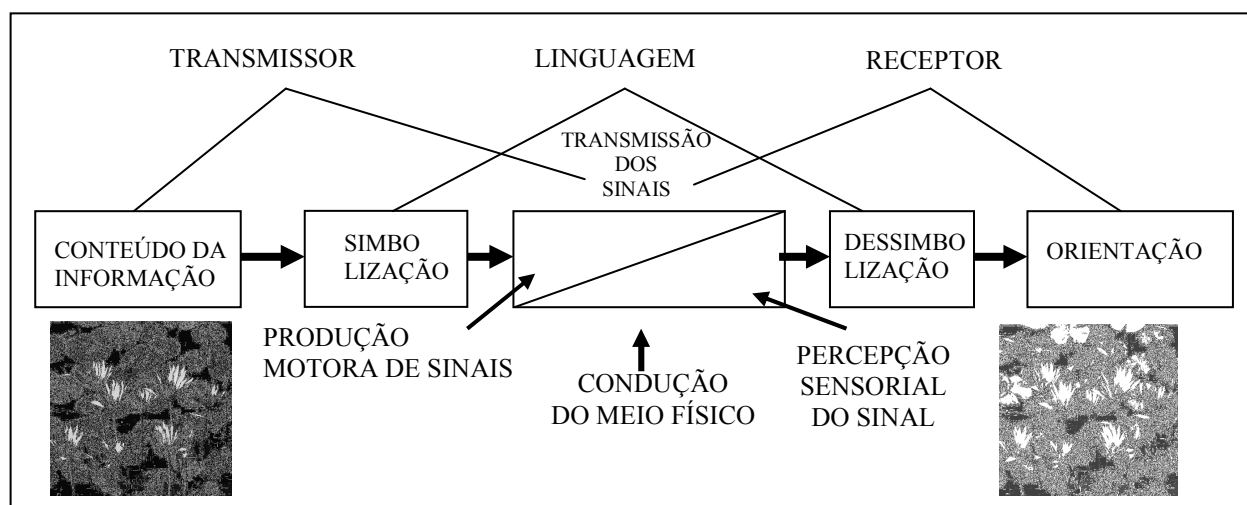 TRANSMISSOR
LINGUAGEM
RECEPTOR
TRANSMISSÃO
DOS
SINAIS
CONTEÚDO DA
INFORMAÇÃO
SIMBO
LIZAÇÃO
DESSIMBO
LIZAÇÃO
ORIENTAÇÃO
PRODUÇÃO
MOTORA DE SINAIS
CONDUÇÃO
DO MEIO FÍSICO
PERCEPÇÃO
SENSORIAL
DO SINAL